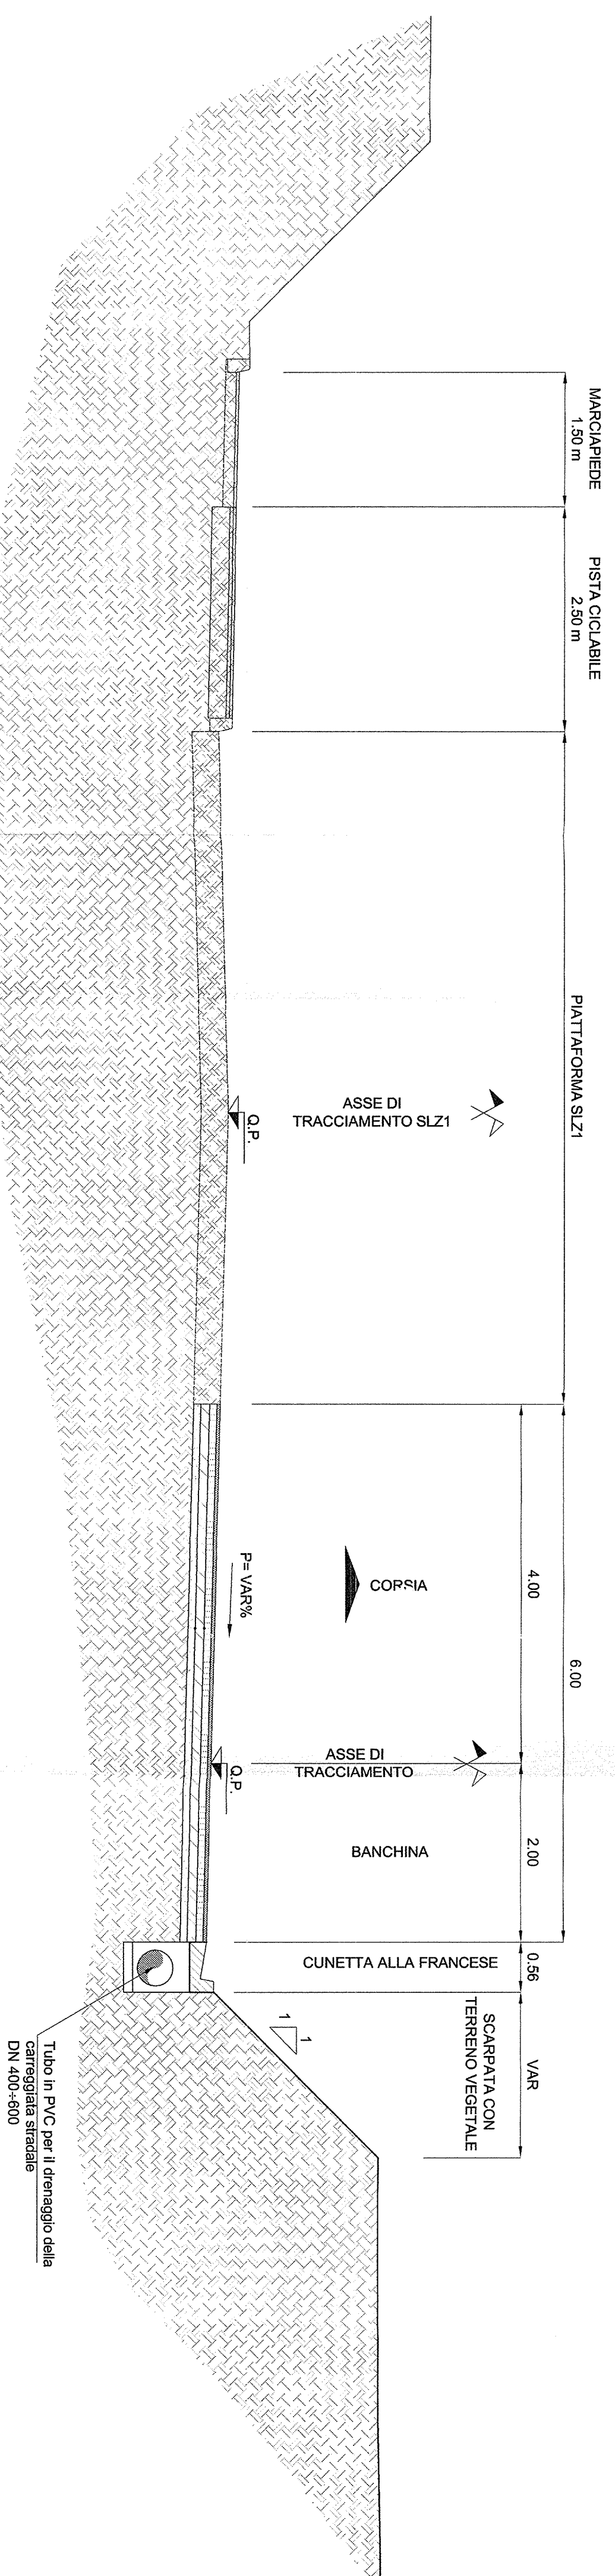 MARCIAPIEDE
1.50 m
PISTA CICLABILE
2.50 m
PIATTAFORMA SLZ1
ASSE DI
TRACCIAMENTO SLZ1
Q.P.
6.00
4.00
CORSIA
P= VAR%
ASSE DI
TRACCIAMENTO
Q.P.
2.00
BANCHINA
0.56
CUNETTA ALLA FRANCESE
VAR
SCARPATA CON
TERRENO VEGETALE
1
1
Tubo in PVC per il drenaggio della
carreggiata stradale
DN 400÷600